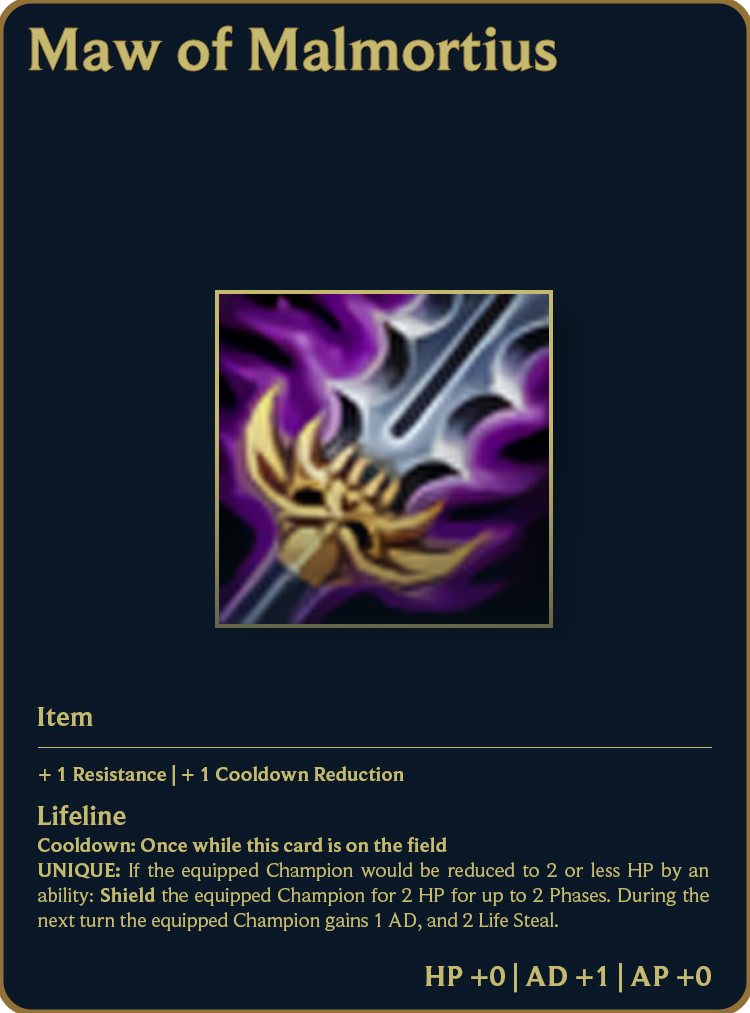 Maw of Malmortius
Item
+ 1 Resistance | + 1 Cooldown Reduction
Lifeline
Cooldown: Once while this card is on the field
UNIQUE: If the equipped Champion would be reduced to 2 or less HP by an
ability: Shield the equipped Champion for 2 HP for up to 2 Phases. During the
next turn the equipped Champion gains 1 AD, and 2 Life Steal.
HP +0 | AD +1 | AP +0